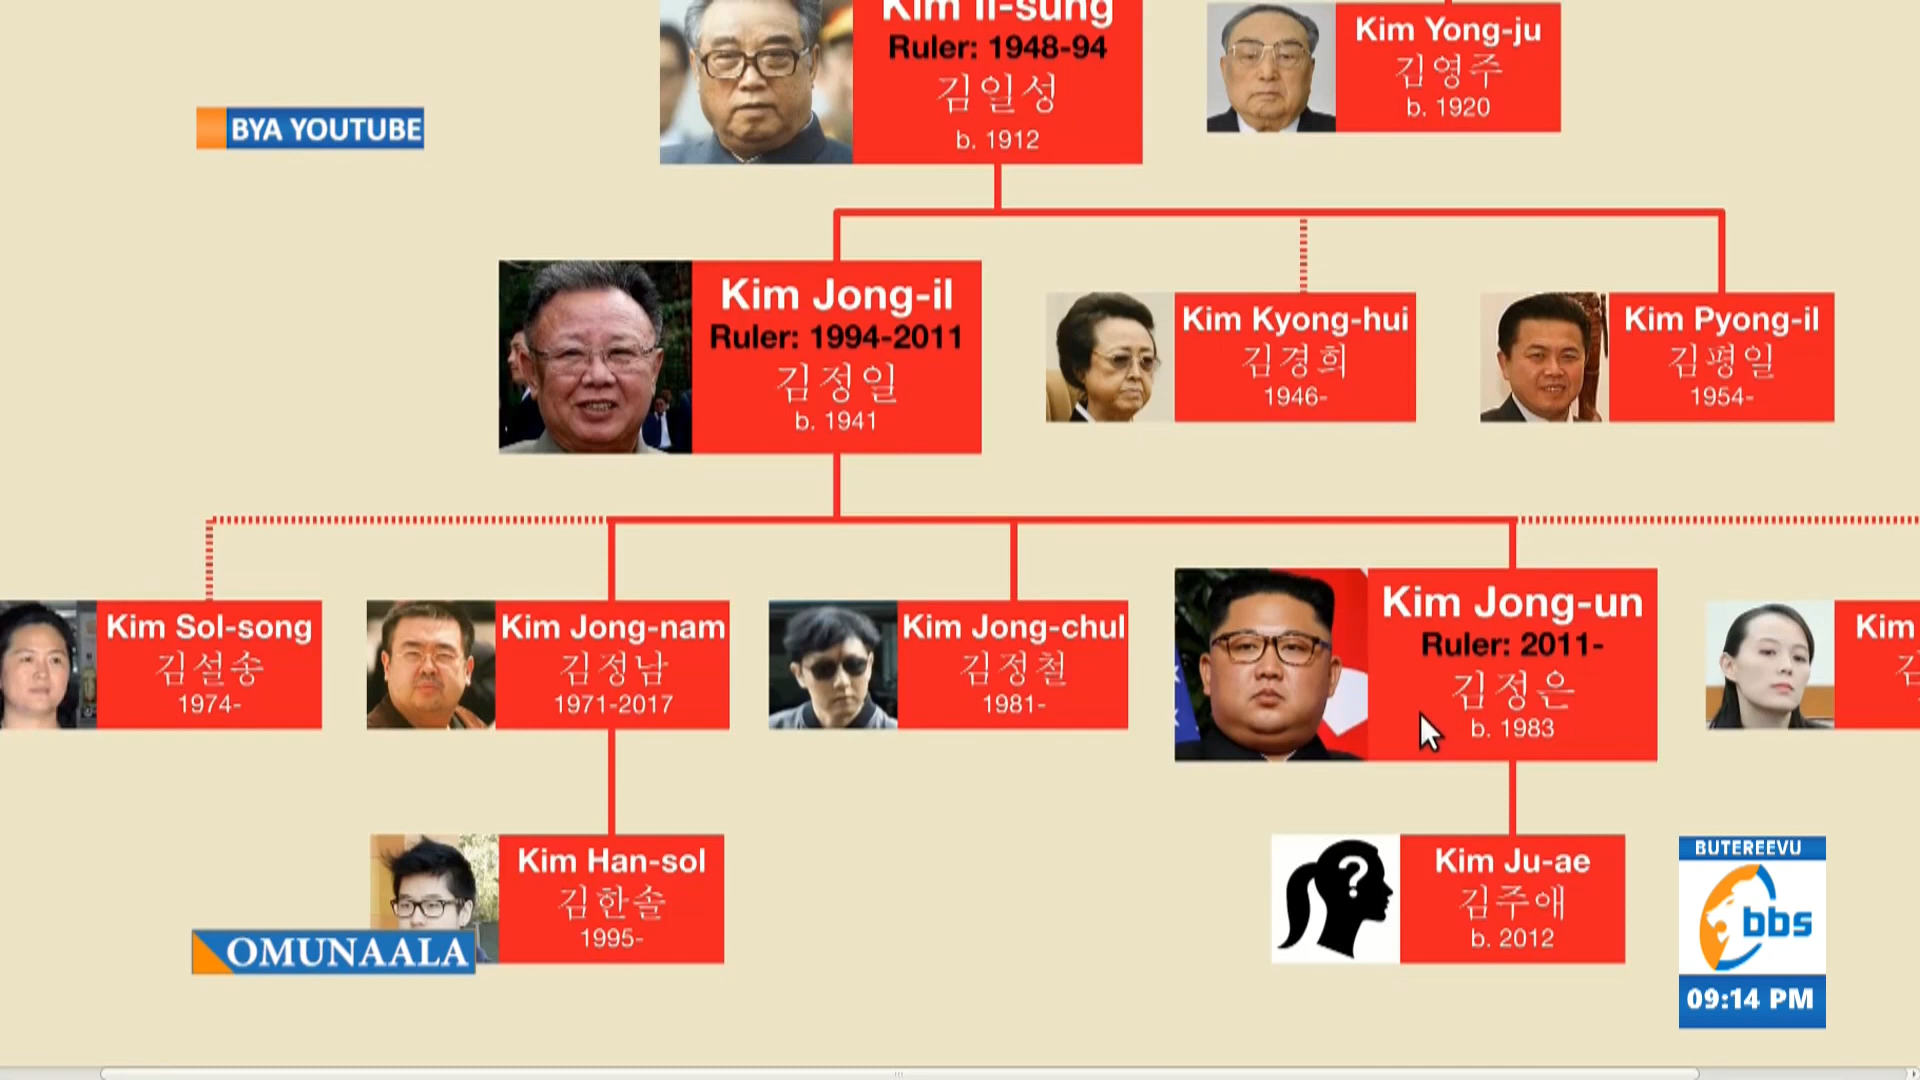 Kim Il-sung
Ruler: 1948-94
김일성
b. 1912
Kim Yong-ju
김영주
b. 1920
BYA YOUTUBE
Kim Jong-il
Ruler: 1994-2011
김정일
b. 1941
Kim Kyong-hui
김경희
1946-
Kim Pyong-il
김평일
1954-
Kim Sol-song
김설송
1974-
Kim Jong-nam
김정남
1971-2017
Kim Jong-chul
김정철
1981-
Kim Jong-un
Ruler: 2011-
김정은
b. 1983
Kim
Kim Han-sol
김한솔
1995-
Kim Ju-ae
김주애
b. 2012
?
OMUNAALA
BUTEREEVU
bbs
09:14 PM